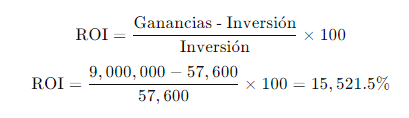 ROI = Ganancias - Inversión / Inversión × 100
ROI = 9,000,000 − 57,600 / 57,600 × 100 = 15,521.5%